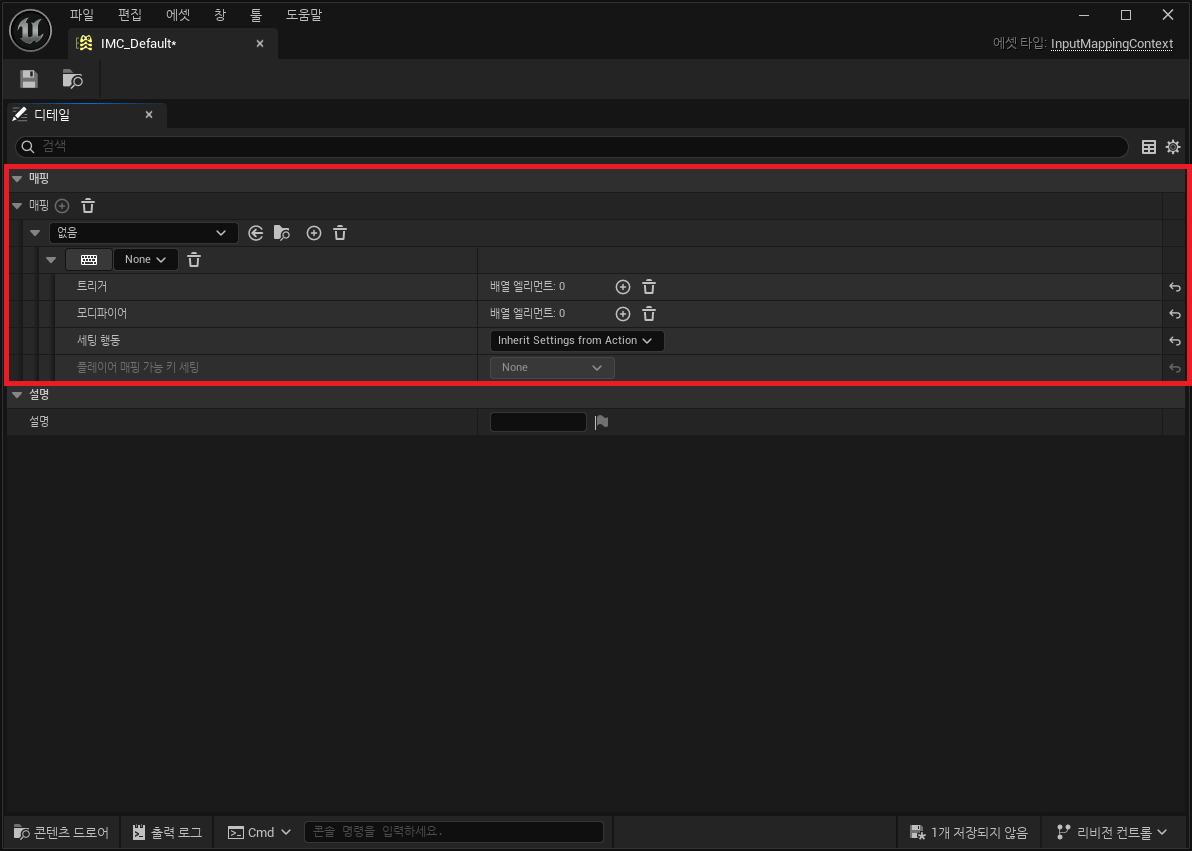 파일 편집 에셋 창 툴 도움말
IMC_Default*
에셋 타입: InputMappingContext
디테일
검색
매핑
매핑
없음
None
트리거 배열 엘리먼트: 0
모디파이어 배열 엘리먼트: 0
세팅 행동 Inherit Settings from Action
플레이어 매핑 가능 키 세팅 None
설명
설명
콘텐츠 드로어 출력 로그 Cmd 콘솔 명령을 입력하세요. 1개 저장되지 않음 리비전 컨트롤